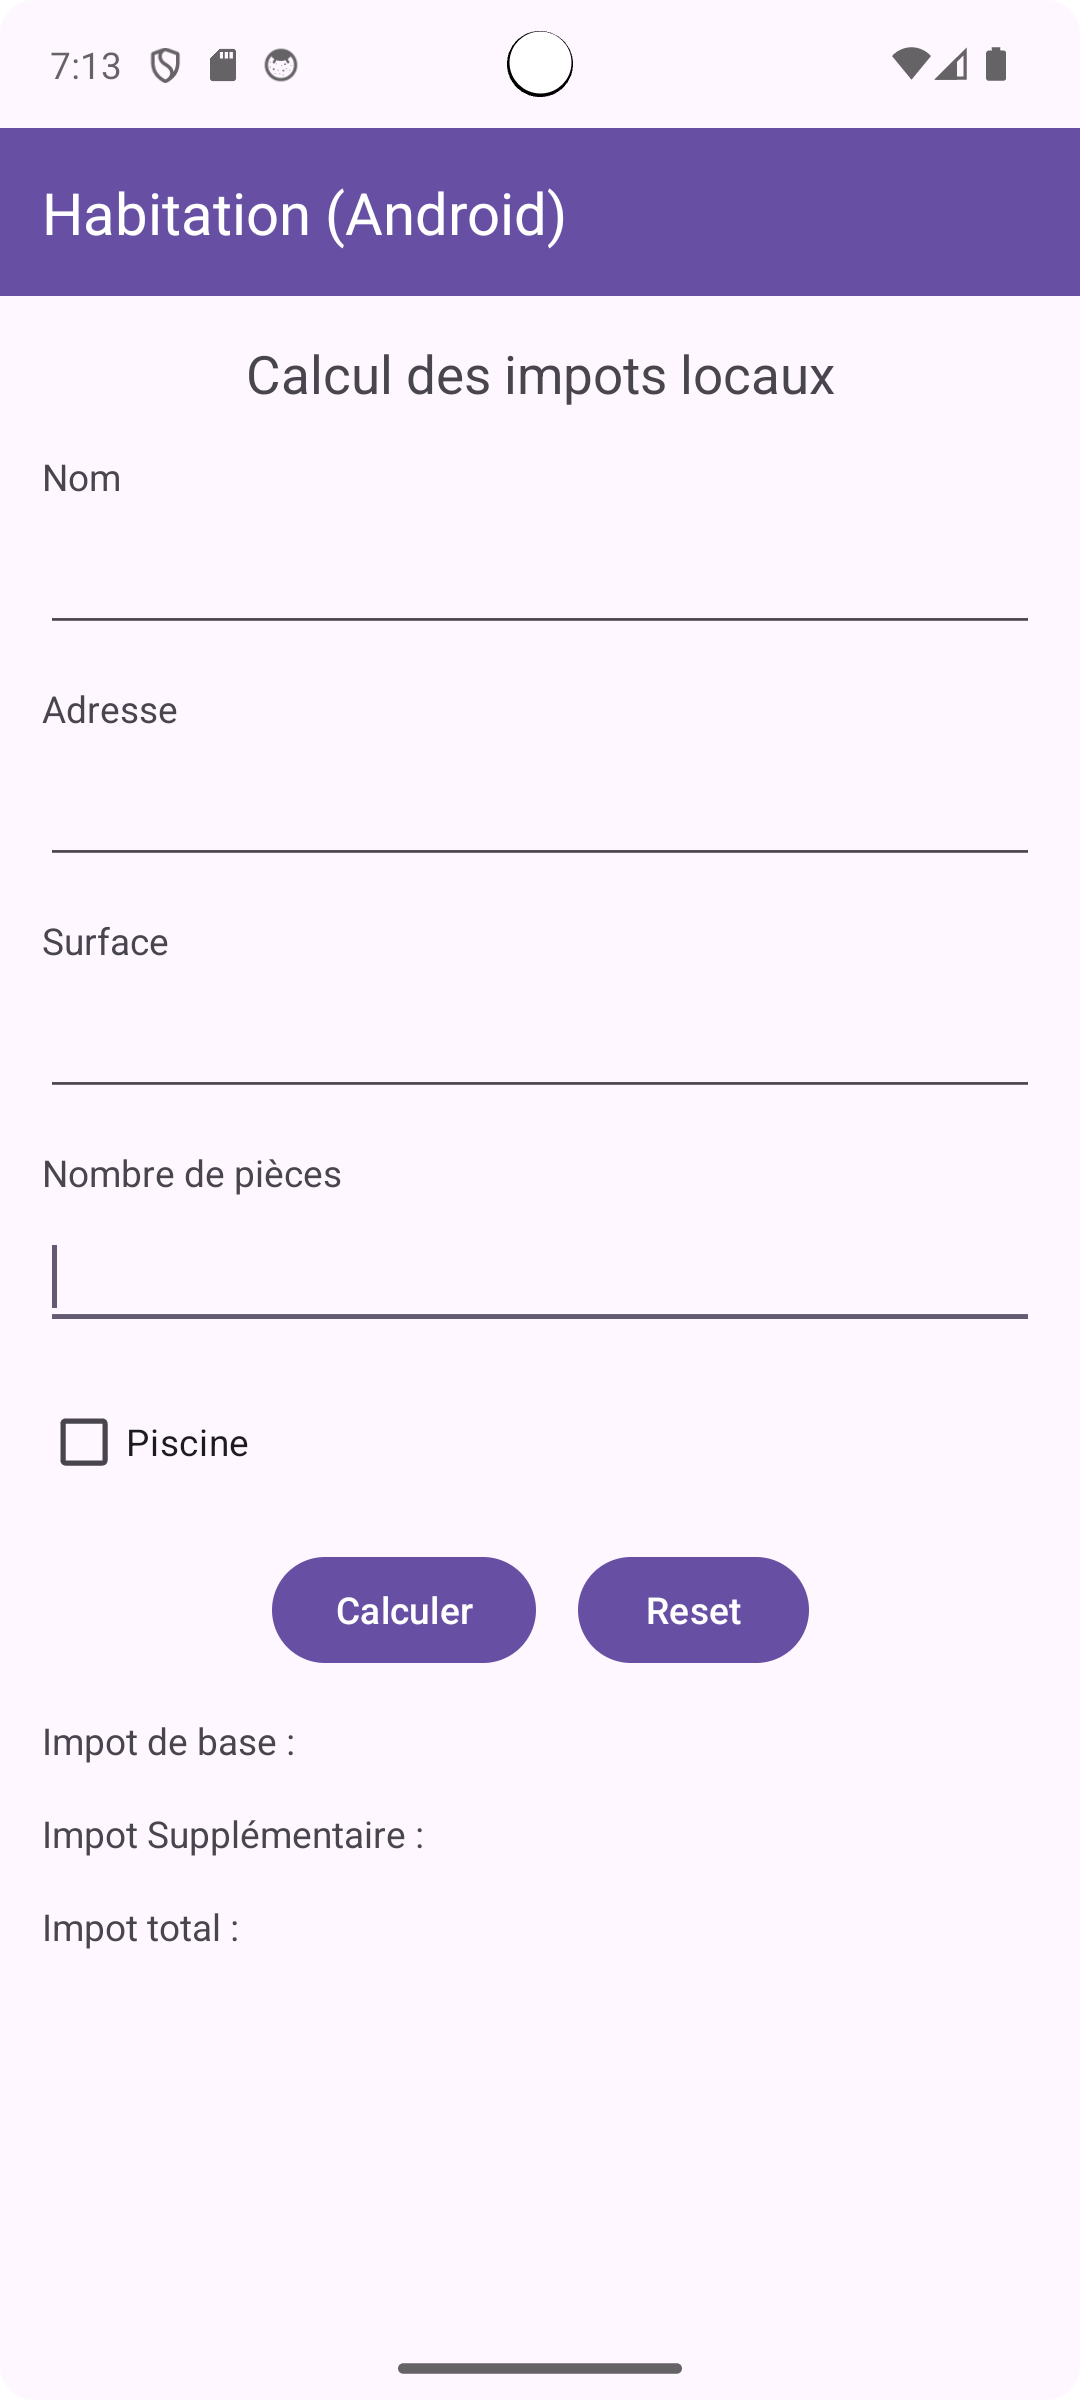 7:13
Habitation (Android)
Calcul des impots locaux
Nom
Adresse
Surface
Nombre de pièces
Piscine
Calculer
Reset
Impot de base :
Impot Supplémentaire :
Impot total :